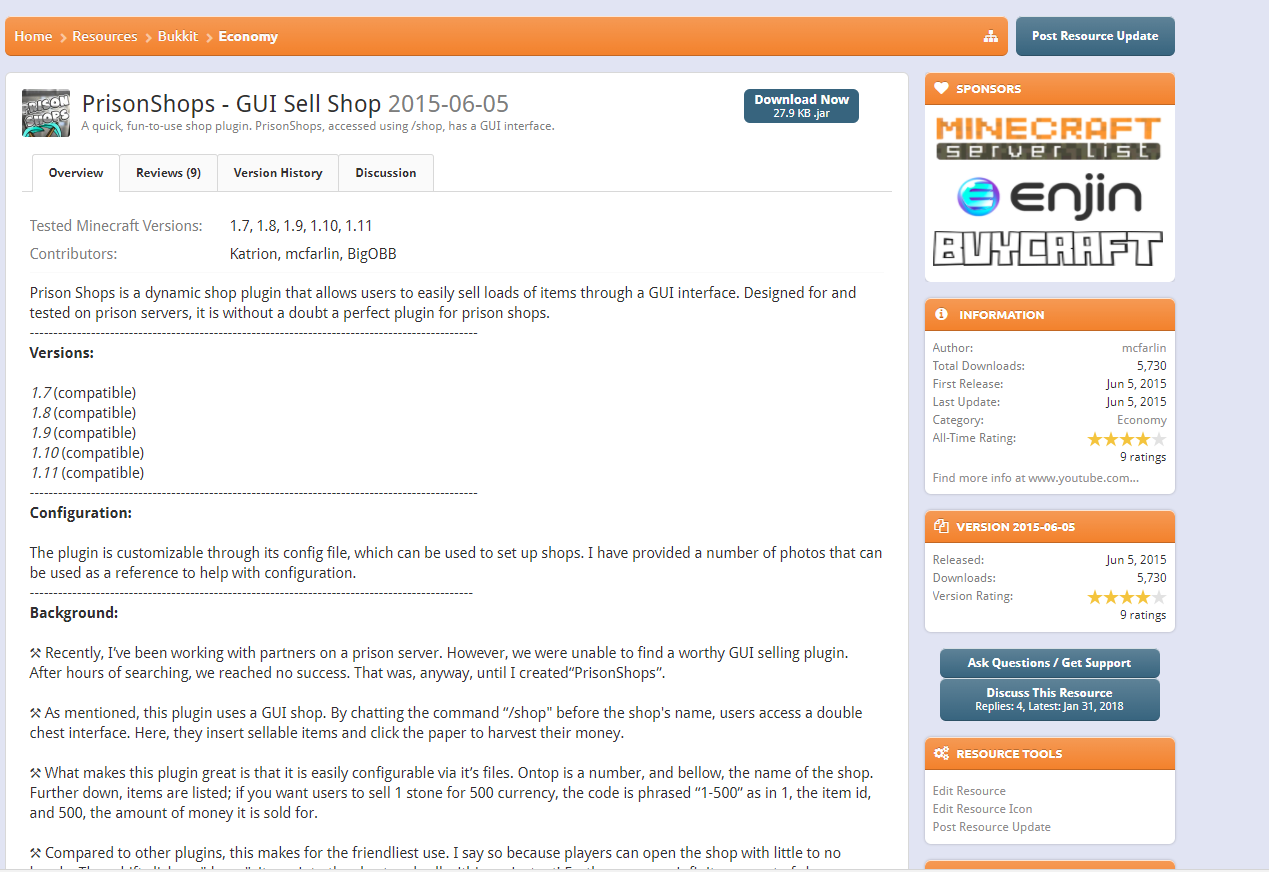 Home Resources Bukkit Economy
Post Resource Update
PRISON
SHOPS
PrisonShops - GUI Sell Shop 2015-06-05
A quick, fun-to-use shop plugin. PrisonShops, accessed using /shop, has a GUI interface.
Download Now
27.9 KB .jar
Overview Reviews (9) Version History Discussion
Tested Minecraft Versions: 1.7, 1.8, 1.9, 1.10, 1.11
Contributors: Katrion, mcfarlin, BigOBB
Prison Shops is a dynamic shop plugin that allows users to easily sell loads of items through a GUI interface. Designed for and
tested on prison servers, it is without a doubt a perfect plugin for prison shops.
Versions:
1.7 (compatible)
1.8 (compatible)
1.9 (compatible)
1.10 (compatible)
1.11 (compatible)
Configuration:
The plugin is customizable through its config file, which can be used to set up shops. I have provided a number of photos that can
be used as a reference to help with configuration.
Background:
⚒ Recently, I’ve been working with partners on a prison server. However, we were unable to find a worthy GUI selling plugin.
After hours of searching, we reached no success. That was, anyway, until I created“PrisonShops”.
⚒ As mentioned, this plugin uses a GUI shop. By chatting the command “/shop" before the shop's name, users access a double
chest interface. Here, they insert sellable items and click the paper to harvest their money.
⚒ What makes this plugin great is that it is easily configurable via it’s files. Ontop is a number, and bellow, the name of the shop.
Further down, items are listed; if you want users to sell 1 stone for 500 currency, the code is phrased “1-500” as in 1, the item id,
and 500, the amount of money it is sold for.
⚒ Compared to other plugins, this makes for the friendliest use. I say so because players can open the shop with little to no
SPONSORS
MINECRAFT
server list
enjin
BUYCRAFT
INFORMATION
Author: mcfarlin
Total Downloads: 5,730
First Release: Jun 5, 2015
Last Update: Jun 5, 2015
Category: Economy
All-Time Rating:
9 ratings
Find more info at www.youtube.com...
VERSION 2015-06-05
Released: Jun 5, 2015
Downloads: 5,730
Version Rating:
9 ratings
Ask Questions / Get Support
Discuss This Resource
Replies: 4, Latest: Jan 31, 2018
RESOURCE TOOLS
Edit Resource
Edit Resource Icon
Post Resource Update